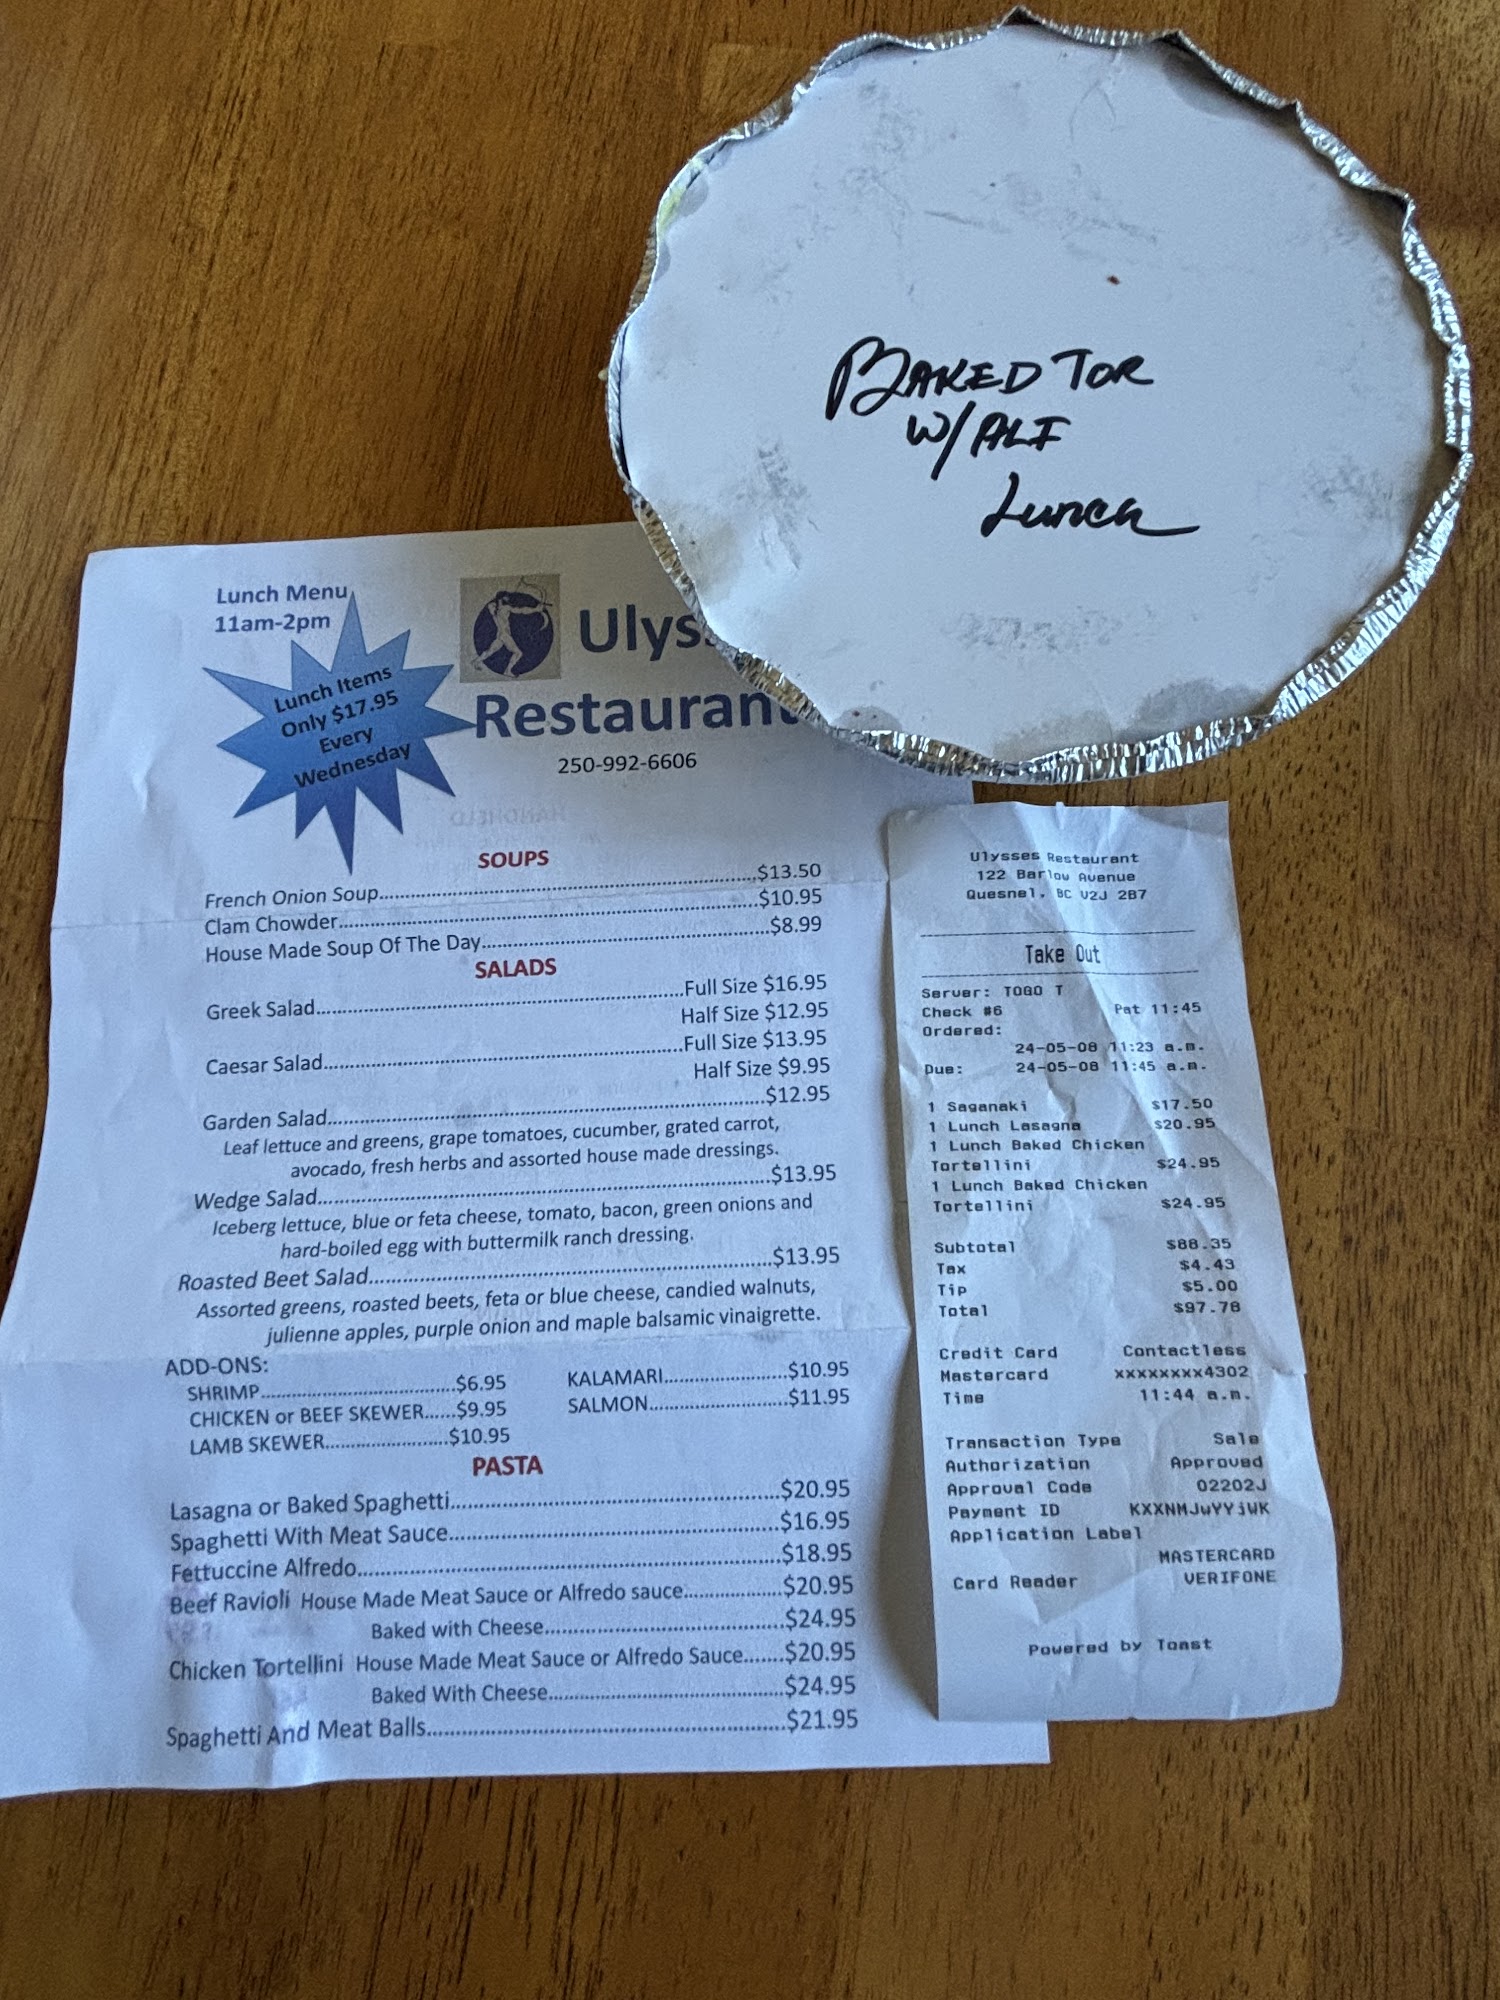 BAKED TOR
W/ALF
Lunch
Lunch Menu
11am-2pm
Lunch Items
Only $17.95
Every
Wednesday
Ulys
Restaurant
250-992-6606
SOUPS
French Onion Soup $13.50
Clam Chowder $10.95
House Made Soup Of The Day $8.99
SALADS
Greek Salad Full Size $16.95
Half Size $12.95
Caesar Salad Full Size $13.95
Half Size $9.95
Garden Salad $12.95
Leaf lettuce and greens, grape tomatoes, cucumber, grated carrot,
avocado, fresh herbs and assorted house made dressings.
Wedge Salad $13.95
Iceberg lettuce, blue or feta cheese, tomato, bacon, green onions and
hard-boiled egg with buttermilk ranch dressing.
Roasted Beet Salad $13.95
Assorted greens, roasted beets, feta or blue cheese, candied walnuts,
julienne apples, purple onion and maple balsamic vinaigrette.
ADD-ONS:
SHRIMP $6.95 KALAMARI $10.95
CHICKEN or BEEF SKEWER $9.95 SALMON $11.95
LAMB SKEWER $10.95
PASTA
Lasagna or Baked Spaghetti $20.95
Spaghetti With Meat Sauce $16.95
Fettuccine Alfredo $18.95
Beef Ravioli House Made Meat Sauce or Alfredo sauce $20.95
Baked with Cheese $24.95
Chicken Tortellini House Made Meat Sauce or Alfredo Sauce $20.95
Baked With Cheese $24.95
Spaghetti And Meat Balls $21.95
Ulysses Restaurant
122 Barlow Avenue
Quesnel, BC V2J 2B7
Take Out
Server: TOGO T
Check #6 Pat 11:45
Ordered:
24-05-08 11:23 a.m.
Due: 24-05-08 11:45 a.m.
1 Saganaki $17.50
1 Lunch Lasagna $20.95
1 Lunch Baked Chicken
Tortellini $24.95
1 Lunch Baked Chicken
Tortellini $24.95
Subtotal $88.35
Tax $4.43
Tip $5.00
Total $97.78
Credit Card Contactless
Mastercard xxxxxxxx4302
Time 11:44 a.m.
Transaction Type Sale
Authorization Approved
Approval Code 02202J
Payment ID KXXNMJwYYjWK
Application Label
MASTERCARD
Card Reader VERIFONE
Powered by Toast